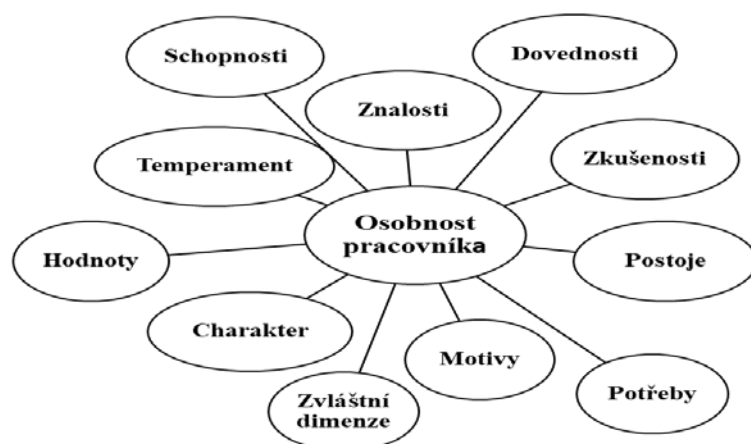 Schopnosti
Dovednosti
Znalosti
Temperament
Zkušenosti
Osobnost
pracovníka
Hodnoty
Postoje
Charakter
Motivy
Zvláštní
dimenze
Potřeby